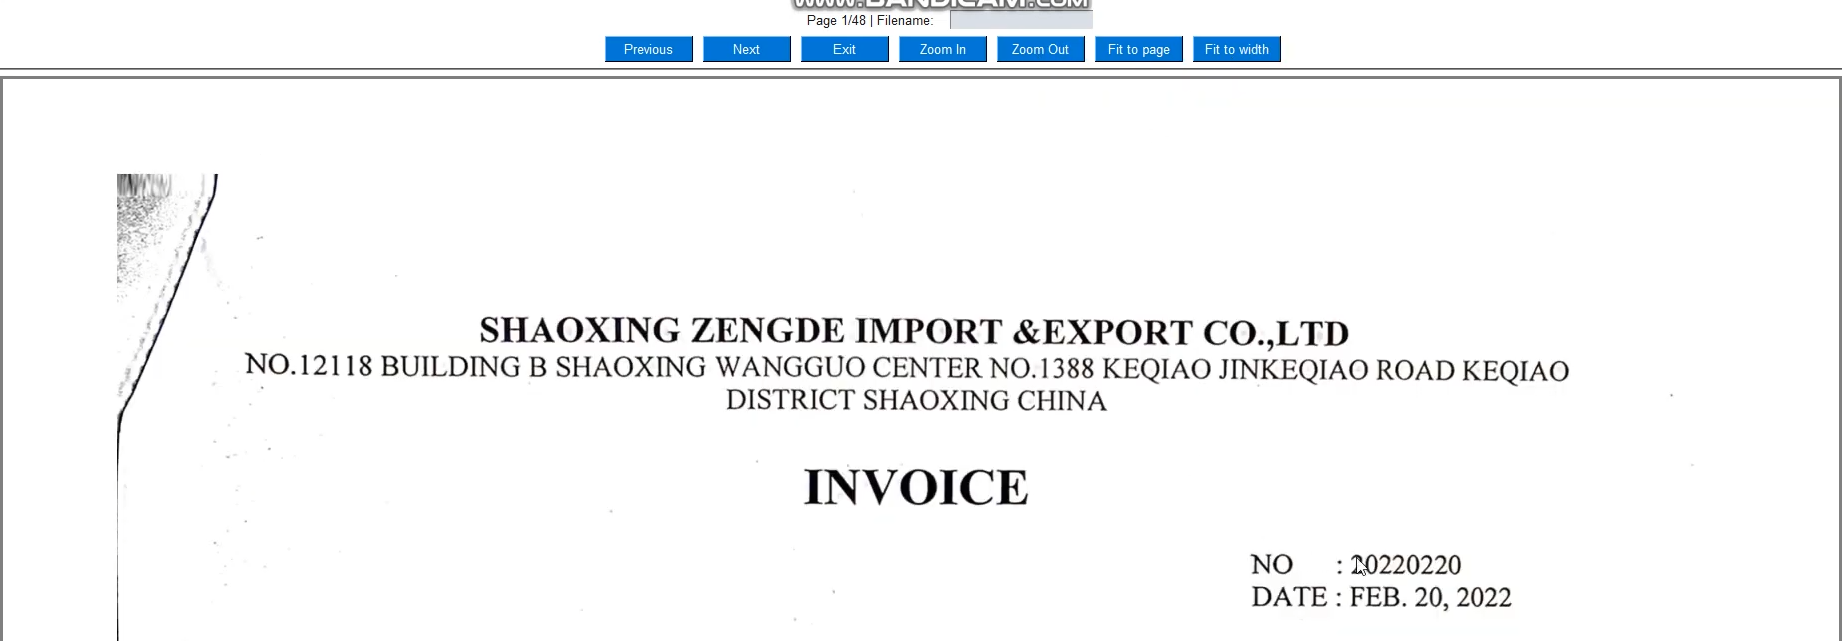 www.BANDICAM.com
Page 1/48 | Filename:
Previous Next Exit Zoom In Zoom Out Fit to page Fit to width
SHAOXING ZENGDE IMPORT &EXPORT CO.,LTD
NO.12118 BUILDING B SHAOXING WANGGUO CENTER NO.1388 KEQIAO JINKEQIAO ROAD KEQIAO
DISTRICT SHAOXING CHINA
INVOICE
NO : 20220220
DATE : FEB. 20, 2022